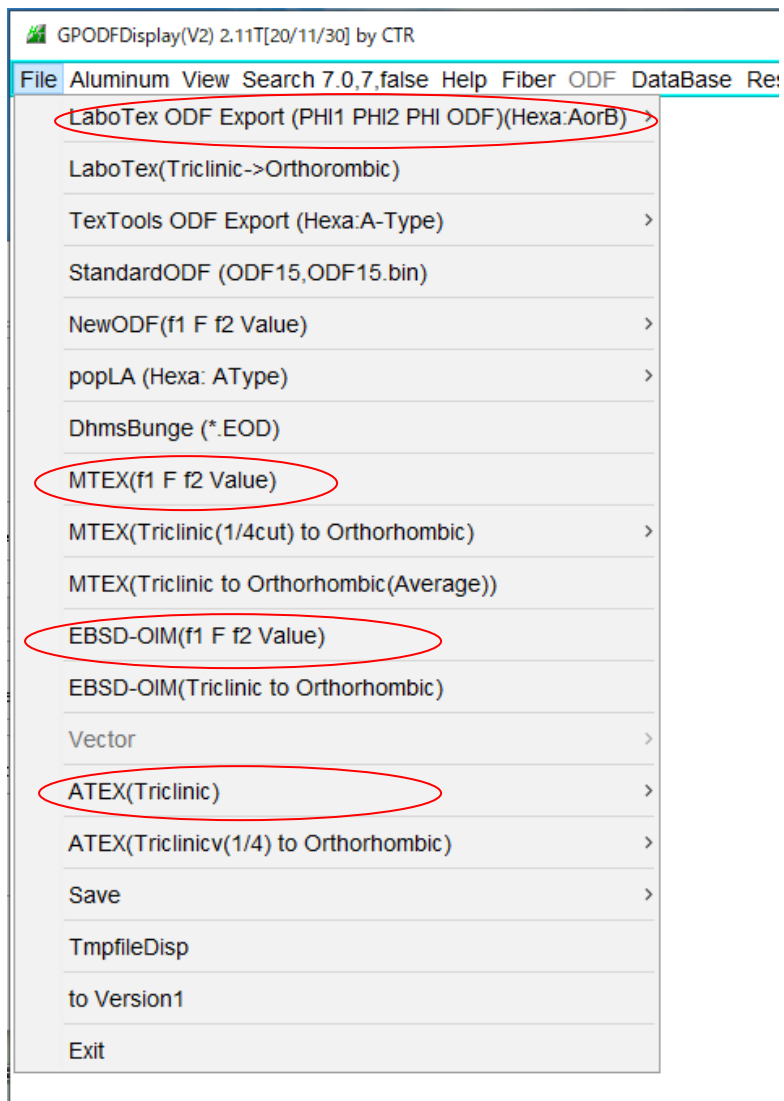 GPODFDisplay(V2) 2.11T[20/11/30] by CTR
File Aluminum View Search 7.0,7,false Help Fiber ODF DataBase Res
LaboTex ODF Export (PHI1 PHI2 PHI ODF)(Hexa:AorB)
LaboTex(Triclinic->Orthorombic)
TexTools ODF Export (Hexa:A-Type)
StandardODF (ODF15,ODF15.bin)
NewODF(f1 F f2 Value)
popLA (Hexa: AType)
DhmsBunge (*.EOD)
MTEX(f1 F f2 Value)
MTEX(Triclinic(1/4cut) to Orthorhombic)
MTEX(Triclinic to Orthorhombic(Average))
EBSD-OIM(f1 F f2 Value)
EBSD-OIM(Triclinic to Orthorhombic)
Vector
ATEX(Triclinic)
ATEX(Triclinicv(1/4) to Orthorhombic)
Save
TmpfileDisp
to Version1
Exit